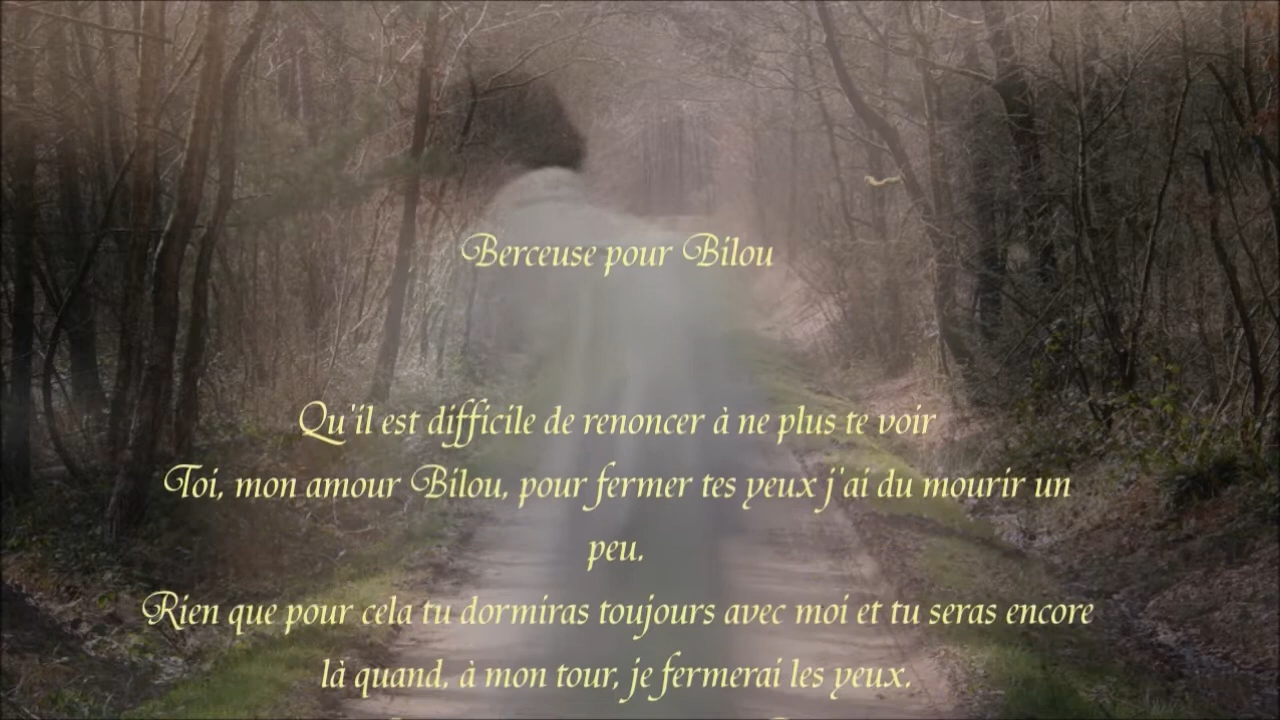 Berceuse pour Bilou
Qu'il est difficile de renoncer à ne plus te voir
Toi, mon amour Bilou, pour fermer tes yeux j'ai du mourir un
peu.
Rien que pour cela tu dormiras toujours avec moi et tu seras encore
là quand, à mon tour, je fermerai les yeux.